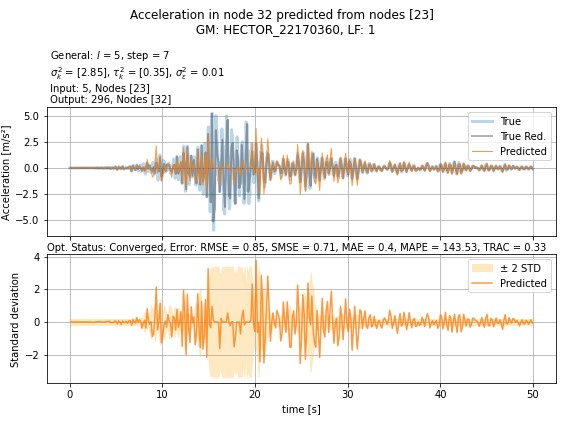 Acceleration in node 32 predicted from nodes [23]
GM: HECTOR_22170360, LF: 1
General: l = 5, step = 7
σ²ₖ = [2.85], τ²ₖ = [0.35], σ²ε = 0.01
Input: 5, Nodes [23]
Output: 296, Nodes [32]
5.0
2.5
0.0
−2.5
−5.0
Acceleration [m/s²]
True
True Red.
Predicted
Opt. Status: Converged, Error: RMSE = 0.85, SMSE = 0.71, MAE = 0.4, MAPE = 143.53, TRAC = 0.33
4
2
0
−2
Standard deviation
± 2 STD
Predicted
0 10 20 30 40 50
time [s]